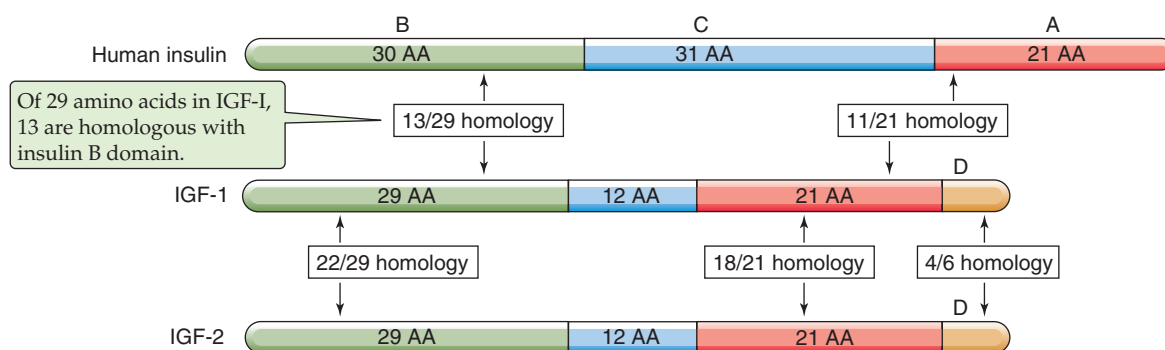 B C A
Human insulin 30 AA 31 AA 21 AA
Of 29 amino acids in IGF-I,
13 are homologous with
insulin B domain.
13/29 homology 11/21 homology
D
IGF-1 29 AA 12 AA 21 AA
22/29 homology 18/21 homology 4/6 homology
D
IGF-2 29 AA 12 AA 21 AA